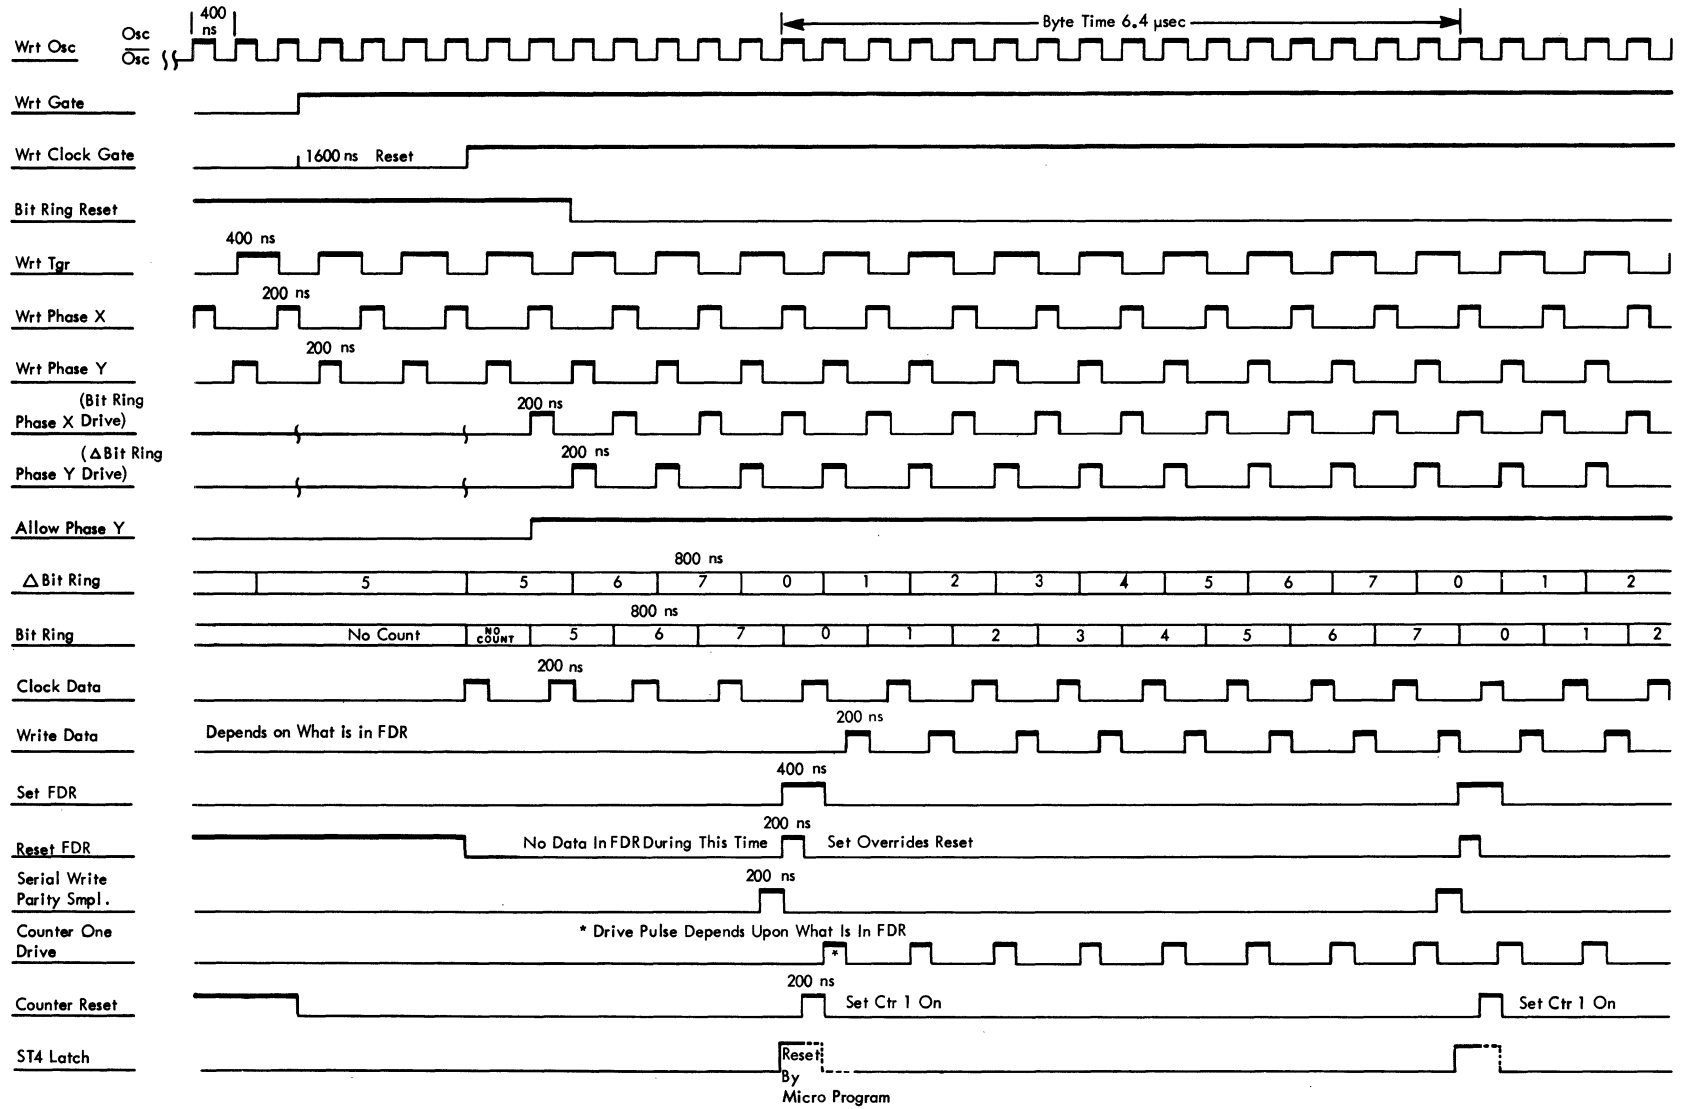 400
ns
Byte Time 6.4 μsec
Wrt Osc
Osc
Osc
Wrt Gate
Wrt Clock Gate
1600 ns Reset
Bit Ring Reset
400 ns
Wrt Tgr
200 ns
Wrt Phase X
200 ns
Wrt Phase Y
(Bit Ring
Phase X Drive)
200 ns
(△Bit Ring
Phase Y Drive)
200 ns
Allow Phase Y
800 ns
△ Bit Ring
5 5 6 7 0 1 2 3 4 5 6 7 0 1 2
800 ns
Bit Ring
No Count NO COUNT 5 6 7 0 1 2 3 4 5 6 7 0 1 2
200 ns
Clock Data
200 ns
Write Data
Depends on What is in FDR
400 ns
Set FDR
200 ns
Reset FDR
No Data In FDR During This Time
Set Overrides Reset
Serial Write
Parity Smpl.
200 ns
Counter One
Drive
* Drive Pulse Depends Upon What Is In FDR
*
200 ns
Counter Reset
Set Ctr 1 On
Set Ctr 1 On
ST4 Latch
Reset
By
Micro Program